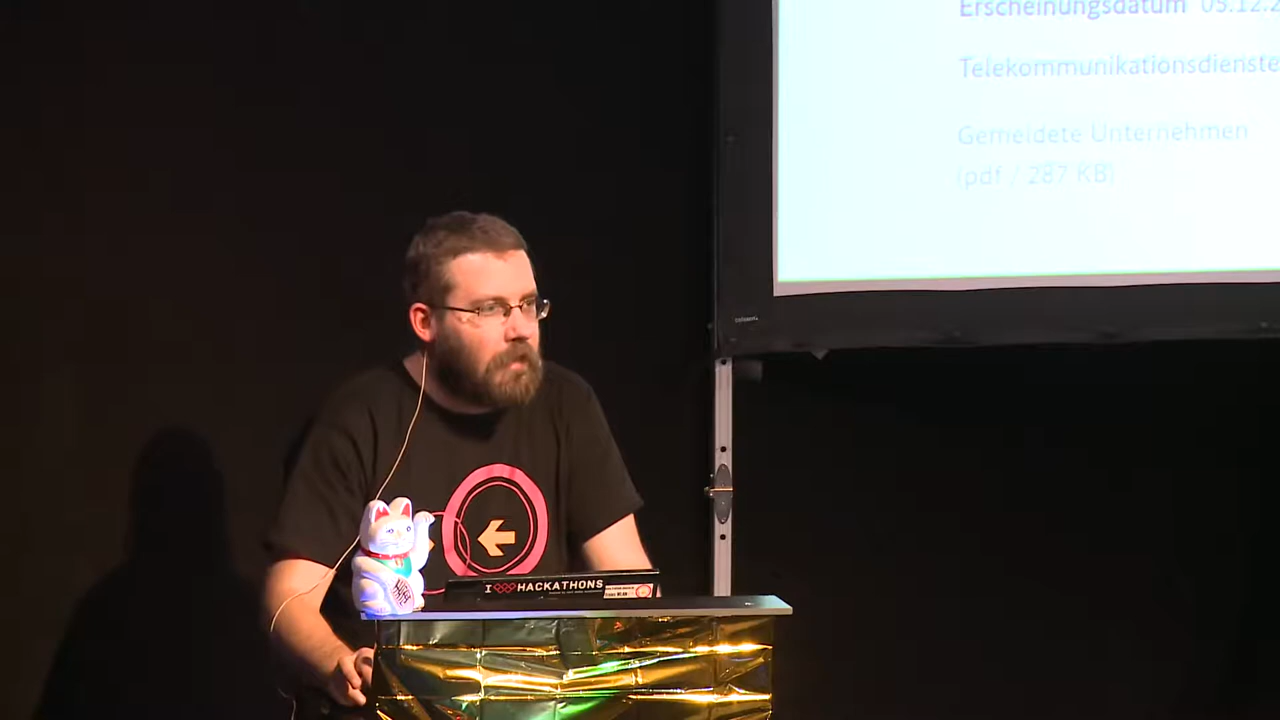 Erscheinungsdatum 05.12.2
Telekommunikationsdienste
Gemeldete Unternehmen
(pdf / 287 KB)
I HACKATHONS